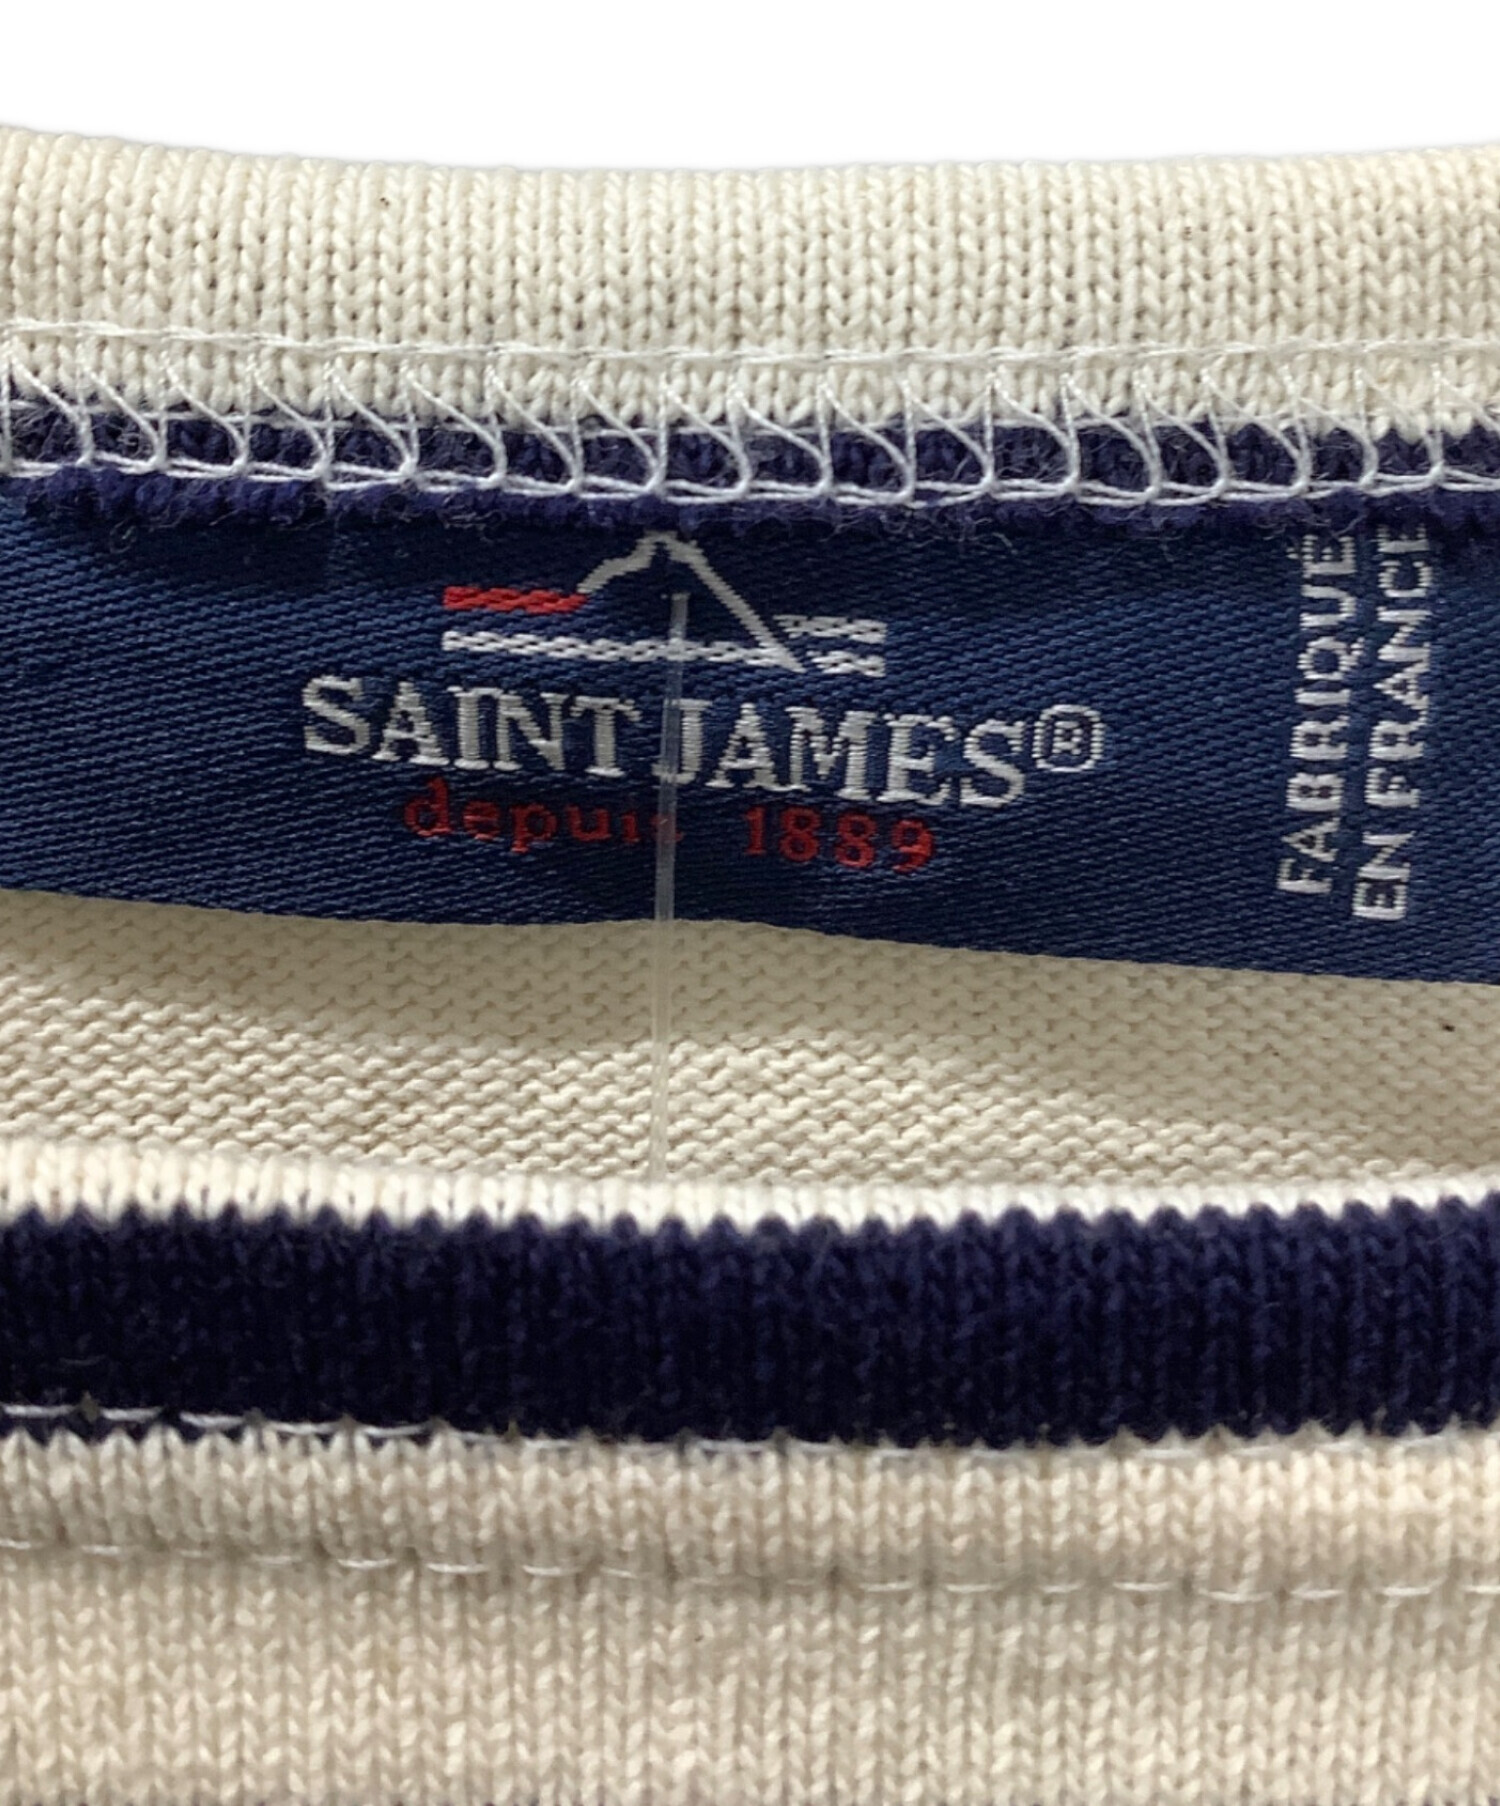 SAINT JAMES®
depuis 1889
FABRIQUÉ
EN FRANCE